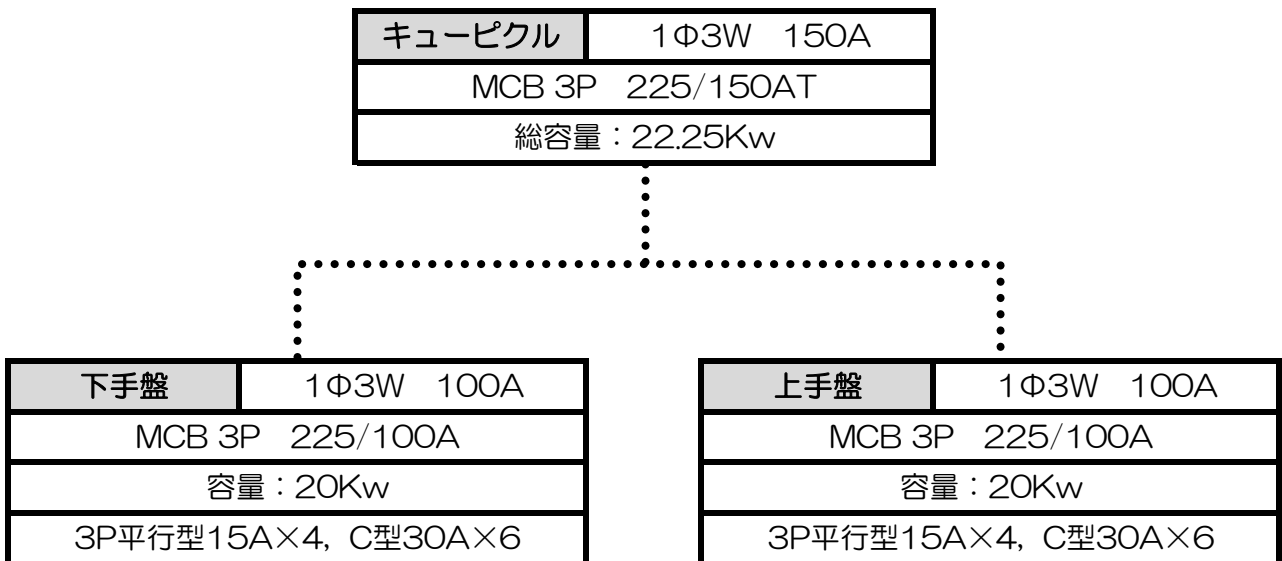 キューピクル 1Φ3W 150A
MCB 3P 225/150AT
総容量：22.25Kw
下手盤 1Φ3W 100A
MCB 3P 225/100A
容量：20Kw
3P平行型15A×4, C型30A×6
上手盤 1Φ3W 100A
MCB 3P 225/100A
容量：20Kw
3P平行型15A×4, C型30A×6